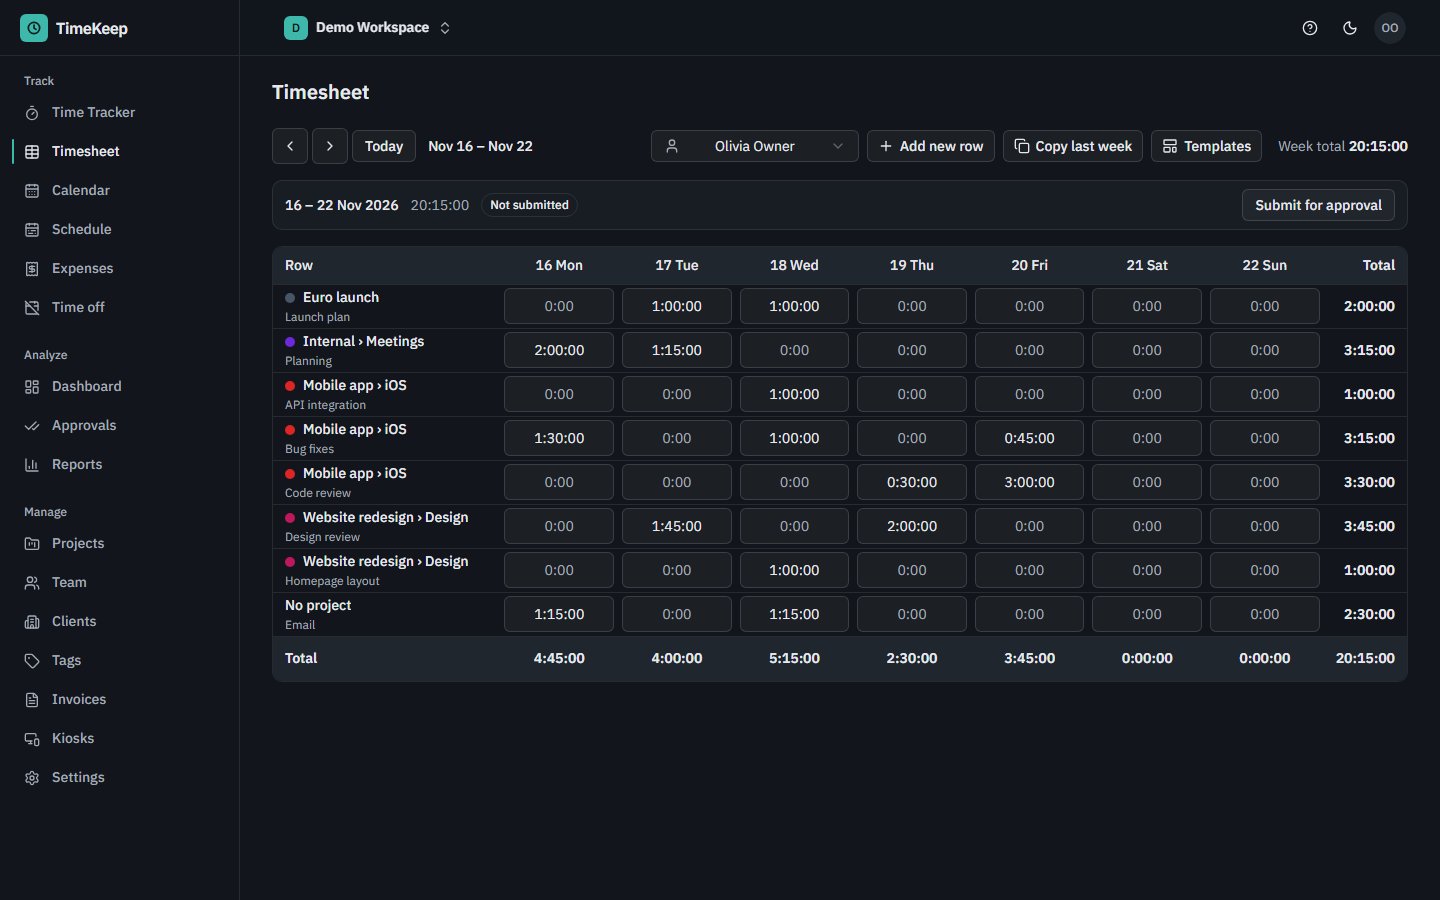 TimeKeep
D Demo Workspace
OO
Track
Time Tracker
Timesheet
Calendar
Schedule
Expenses
Time off
Analyze
Dashboard
Approvals
Reports
Manage
Projects
Team
Clients
Tags
Invoices
Kiosks
Settings
Timesheet
Today Nov 16 – Nov 22 Olivia Owner Add new row Copy last week Templates Week total 20:15:00
16 – 22 Nov 2026 20:15:00 Not submitted Submit for approval
Row 16 Mon 17 Tue 18 Wed 19 Thu 20 Fri 21 Sat 22 Sun Total
Euro launch
Launch plan
0:00 1:00:00 1:00:00 0:00 0:00 0:00 0:00 2:00:00
Internal › Meetings
Planning
2:00:00 1:15:00 0:00 0:00 0:00 0:00 0:00 3:15:00
Mobile app › iOS
API integration
0:00 0:00 1:00:00 0:00 0:00 0:00 0:00 1:00:00
Mobile app › iOS
Bug fixes
1:30:00 0:00 1:00:00 0:00 0:45:00 0:00 0:00 3:15:00
Mobile app › iOS
Code review
0:00 0:00 0:00 0:30:00 3:00:00 0:00 0:00 3:30:00
Website redesign › Design
Design review
0:00 1:45:00 0:00 2:00:00 0:00 0:00 0:00 3:45:00
Website redesign › Design
Homepage layout
0:00 0:00 1:00:00 0:00 0:00 0:00 0:00 1:00:00
No project
Email
1:15:00 0:00 1:15:00 0:00 0:00 0:00 0:00 2:30:00
Total 4:45:00 4:00:00 5:15:00 2:30:00 3:45:00 0:00:00 0:00:00 20:15:00